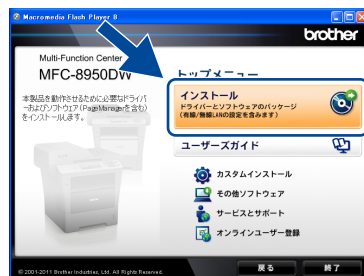 Macromedia Flash Player 8
brother
Multi-Function Center
MFC-8950DW
トップメニュー
本製品を動作させるために必要なドライバ
ーおよびソフトウェア(PageManagerを含む)
をインストールします。
インストール
ドライバーとソフトウェアのパッケージ
(有線/無線LANの設定を含みます)
ユーザーズガイド
カスタムインストール
その他ソフトウェア
サービスとサポート
オンラインユーザー登録
© 2001-2011 Brother Industries, Ltd. All Rights Reserved.
戻る
終了